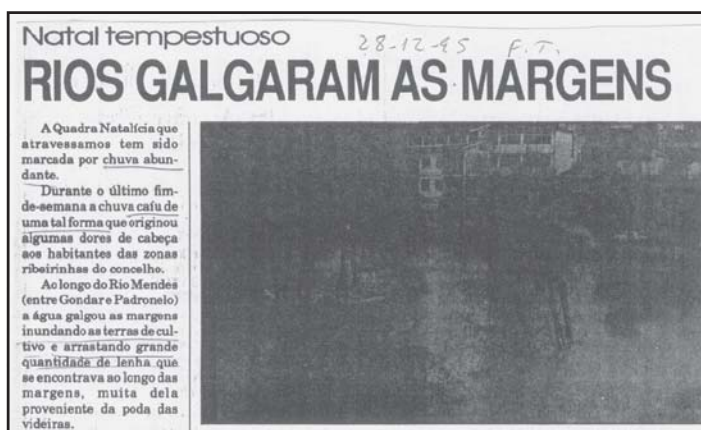 Natal tempestuoso
28-12-95 F.T.
RIOS GALGARAM AS MARGENS
A Quadra Natalícia que
atravessamos tem sido
marcada por chuva abun-
dante.
Durante o último fim-
de-semana a chuva caíu de
uma tal forma que originou
algumas dores de cabeça
aos habitantes das zonas
ribeirinhas do concelho.
Ao longo do Rio Mendes
(entre Gondar e Padronelo)
a água galgou as margens
inundando as terras de cul-
tivo e arrastando grande
quantidade de lenha que
se encontrava ao longo das
margens, muita dela
proveniente da poda das
videiras.